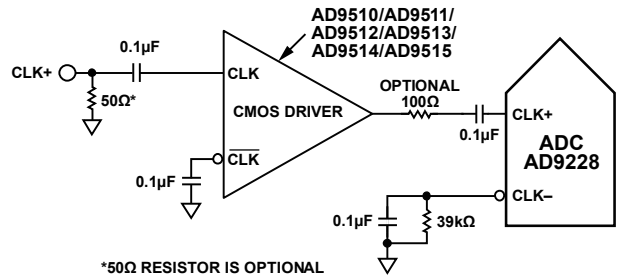 AD9510/AD9511/
AD9512/AD9513/
AD9514/AD9515
0.1µF
CLK+
50Ω*
CLK
CMOS DRIVER
CLK
0.1µF
OPTIONAL
100Ω
0.1µF
CLK+
ADC
AD9228
CLK–
0.1µF
39kΩ
*50Ω RESISTOR IS OPTIONAL